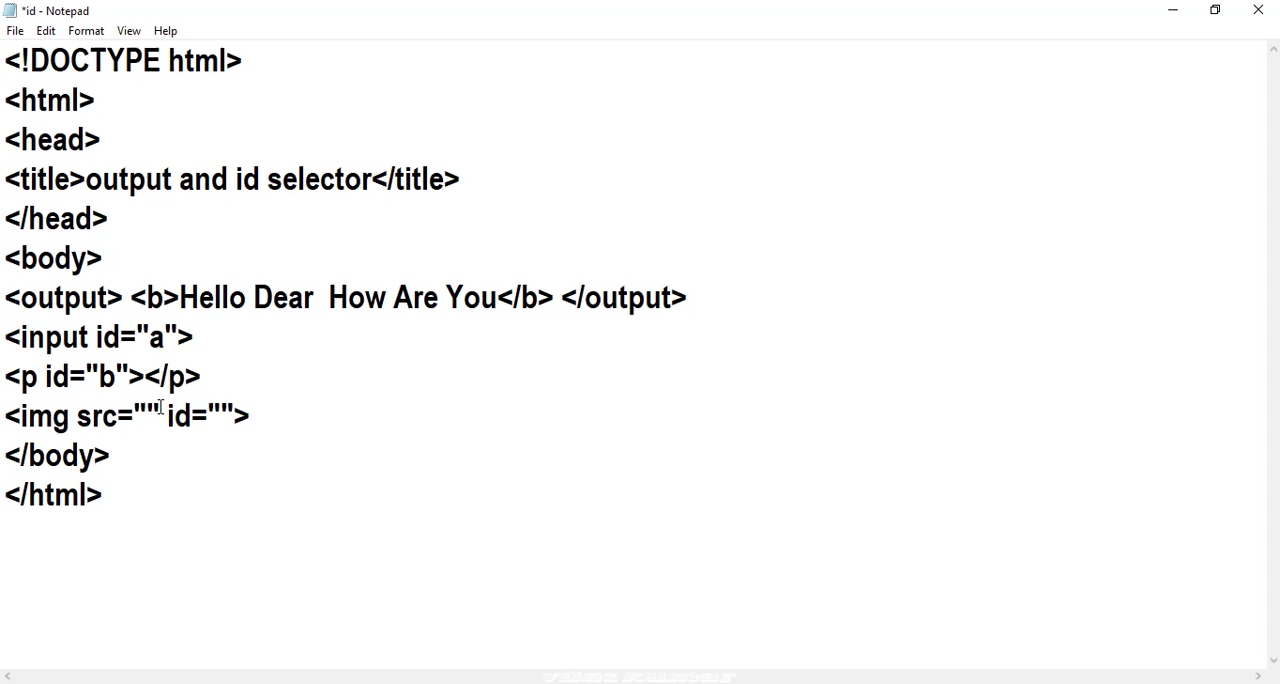 *id - Notepad
File Edit Format View Help
<!DOCTYPE html>
<html>
<head>
<title>output and id selector</title>
</head>
<body>
<output> <b>Hello Dear  How Are You</b> </output>
<input id="a">
<p id="b"></p>
<img src="" id="">
</body>
</html>